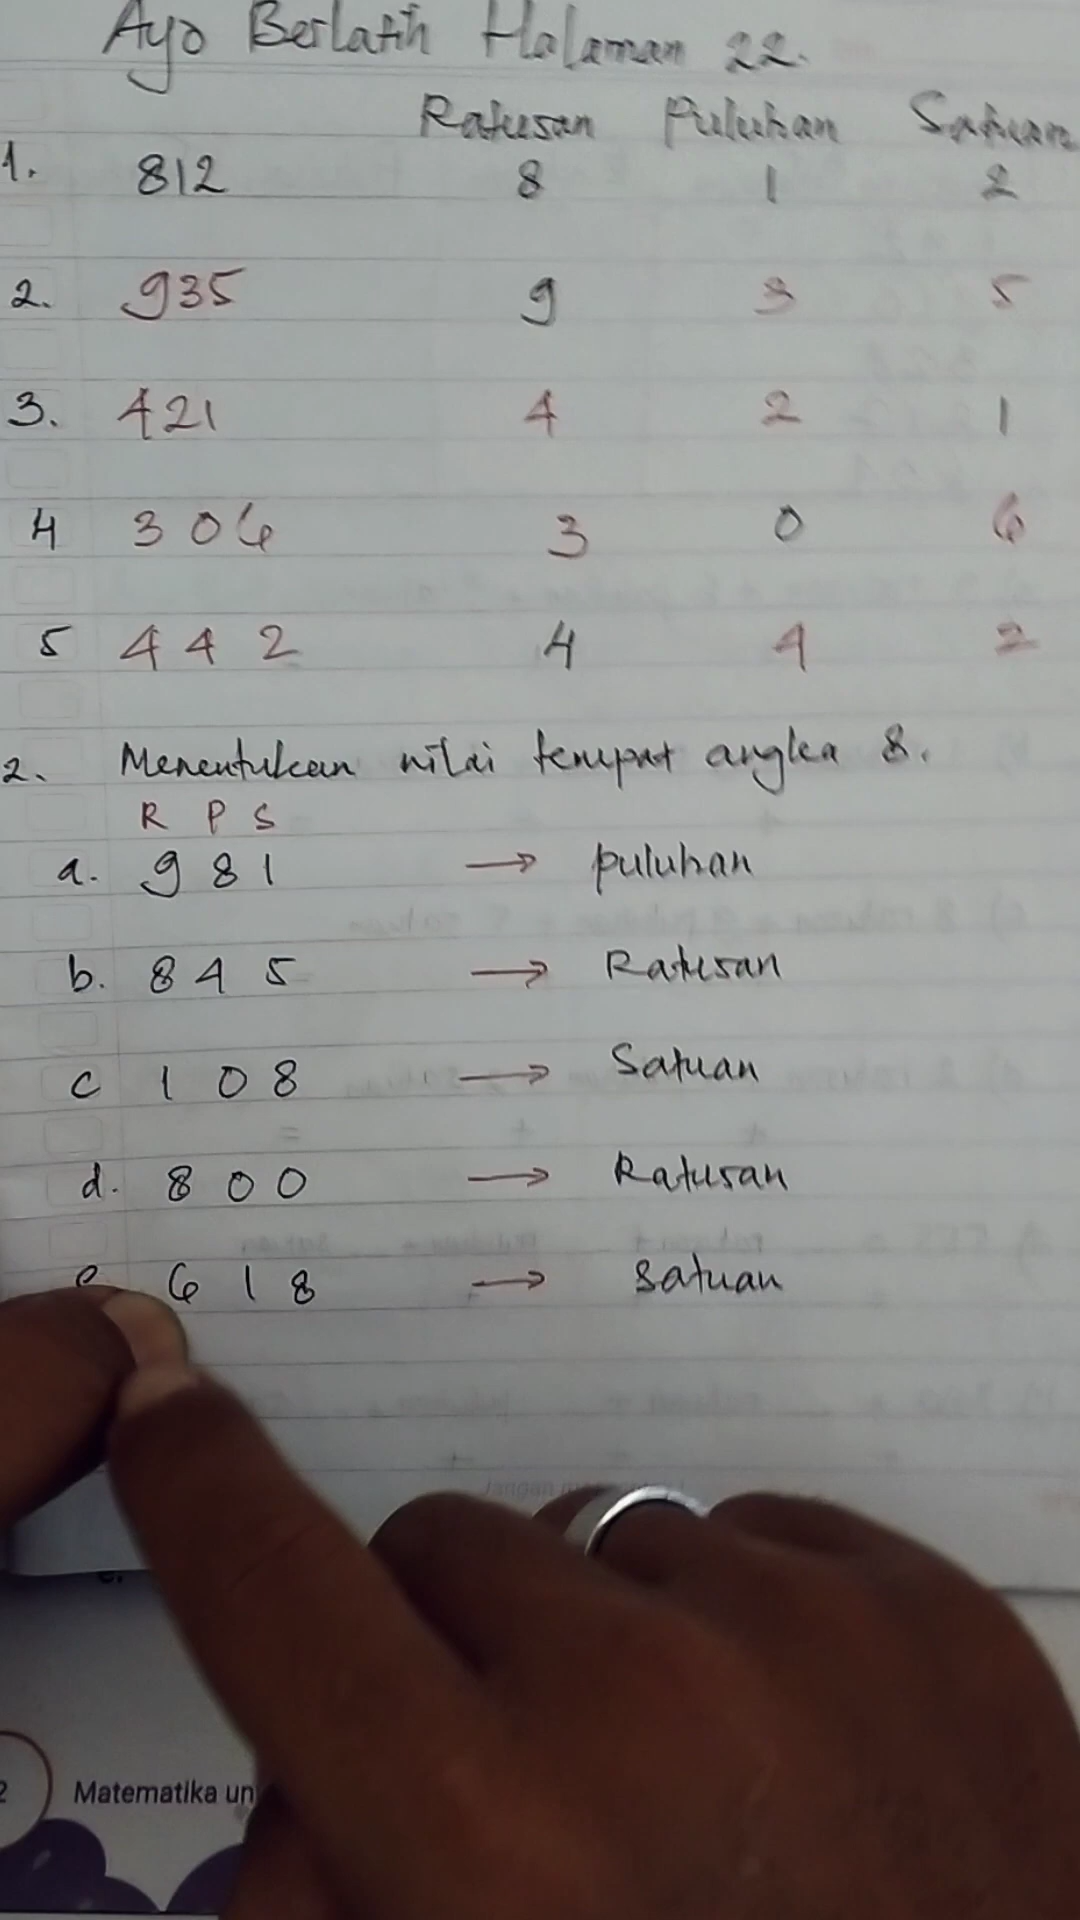 Ayo Berlatih Halaman 22.
Ratusan Puluhan Satuan
1. 812 8 1 2
2. 935 9 3 5
3. 421 4 2 1
4 306 3 0 6
5 442 4 4 2
2. Menentukan nilai tempat angka 8.
R P S
a. 981 → puluhan
b. 845 → Ratusan
c 108 → Satuan
d. 800 → Ratusan
e 618 → Satuan
Jangan
2 Matematika un